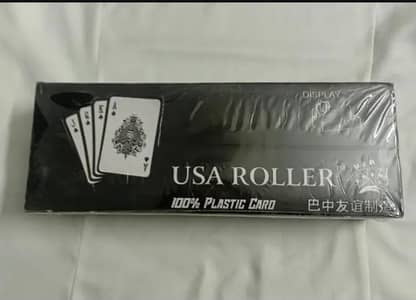 DISPLAY
A
USA ROLLER
100% PLASTIC CARD
巴中友谊制造